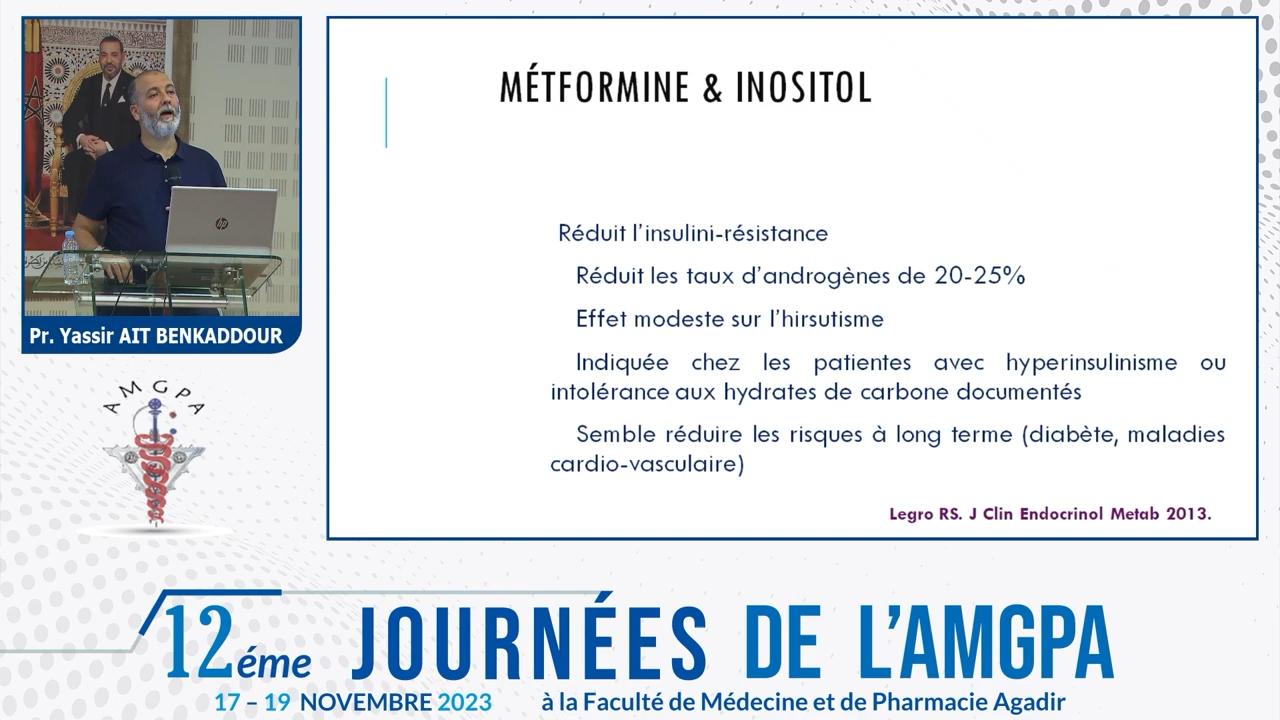 MÉTFORMINE & INOSITOL
Réduit l'insulini-résistance
Réduit les taux d'androgènes de 20-25%
Effet modeste sur l'hirsutisme
Indiquée chez les patientes avec hyperinsulinisme ou
intolérance aux hydrates de carbone documentés
Semble réduire les risques à long terme (diabète, maladies
cardio-vasculaire)
Legro RS. J Clin Endocrinol Metab 2013.
hp
Pr. Yassir AIT BENKADDOUR
AMGPA
12éme JOURNÉES DE L'AMGPA
17 – 19 NOVEMBRE 2023 à la Faculté de Médecine et de Pharmacie Agadir